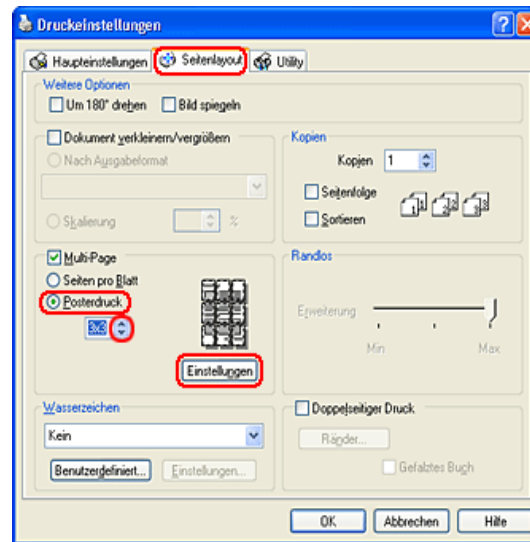 Druckeinstellungen
Haupteinstellungen Seitenlayout Utility
Weitere Optionen
Um 180° drehen Bild spiegeln
Dokument verkleinern/vergrößern
Nach Ausgabeformat
Skalierung %
Kopien
Kopien 1
Seitenfolge
Sortieren
Multi-Page
Seiten pro Blatt
Posterdruck
3x3
Einstellungen
Randlos
Erweiterung
Min Max
Wasserzeichen
Kein
Benutzerdefiniert... Einstellungen...
Doppelseitiger Druck
Ränder...
Gefalztes Buch
OK Abbrechen Hilfe